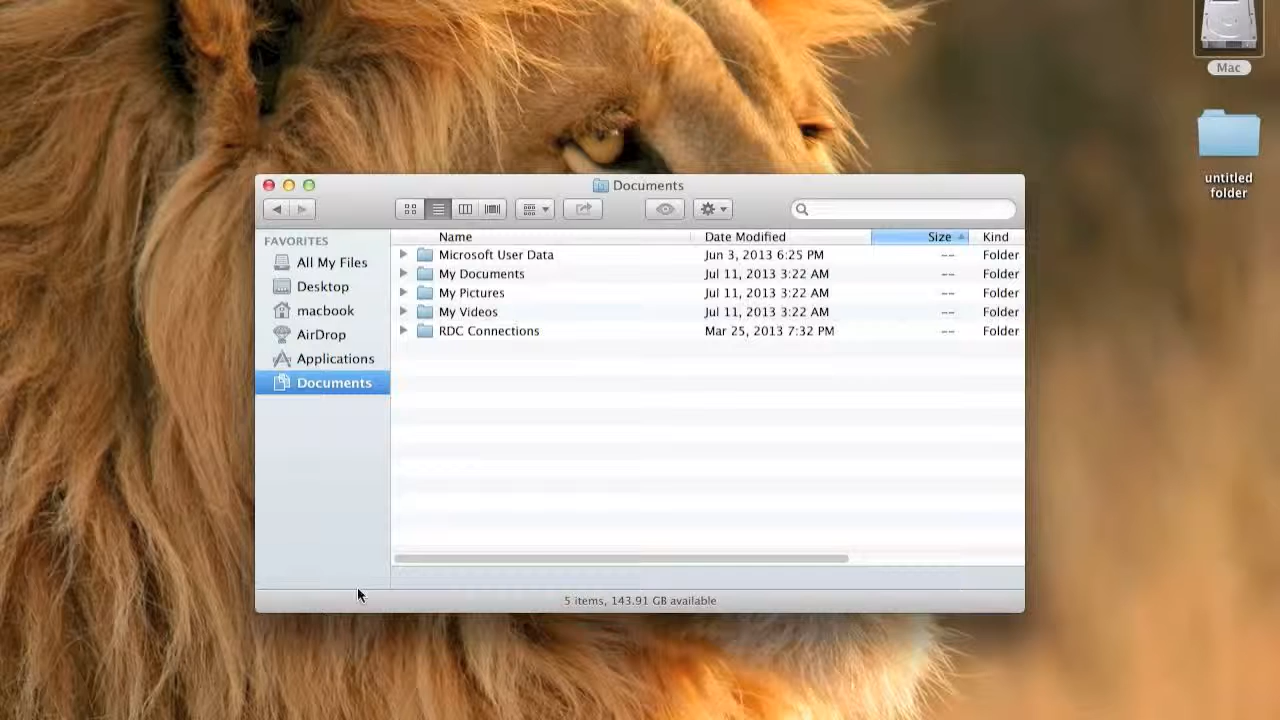 Mac
untitled
folder
Documents
Name Date Modified Size Kind
FAVORITES
All My Files
Desktop
macbook
AirDrop
Applications
Documents
Microsoft User Data Jun 3, 2013 6:25 PM -- Folder
My Documents Jul 11, 2013 3:22 AM -- Folder
My Pictures Jul 11, 2013 3:22 AM -- Folder
My Videos Jul 11, 2013 3:22 AM -- Folder
RDC Connections Mar 25, 2013 7:32 PM -- Folder
5 items, 143.91 GB available